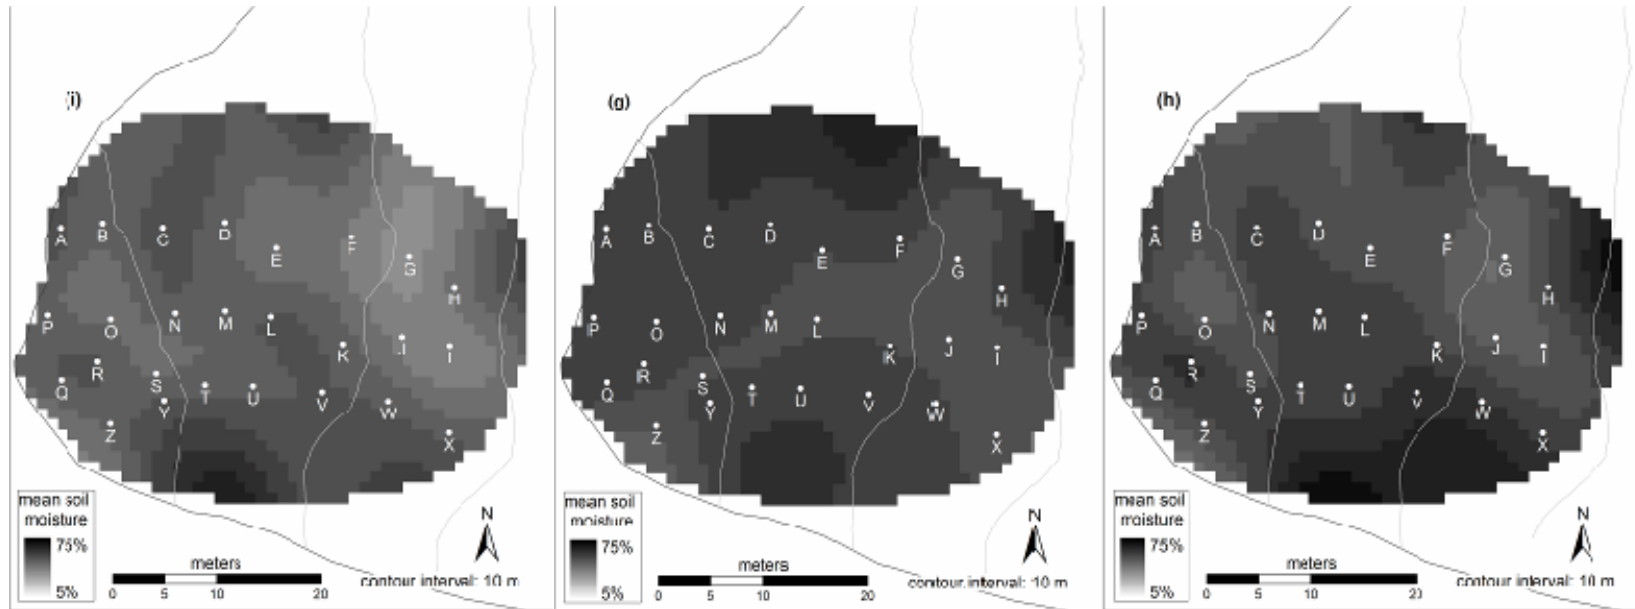 (i)
A B C D E F G H
P O N M L K J I
Q R S Y T U V W
Z X
mean soil
moisture
75%
5%
meters
0 5 10 20
N
contour interval: 10 m
(g)
A B C D E F G H
P O N M L K J I
Q R S Y T U V W
Z X
mean soil
moisture
75%
5%
meters
0 5 10 20
N
contour interval: 10 m
(h)
A B C D E F G H
P O N M L K J I
Q R S Y T U V W
Z X
mean soil
moisture
75%
5%
meters
0 5 10 20
N
contour interval: 10 m